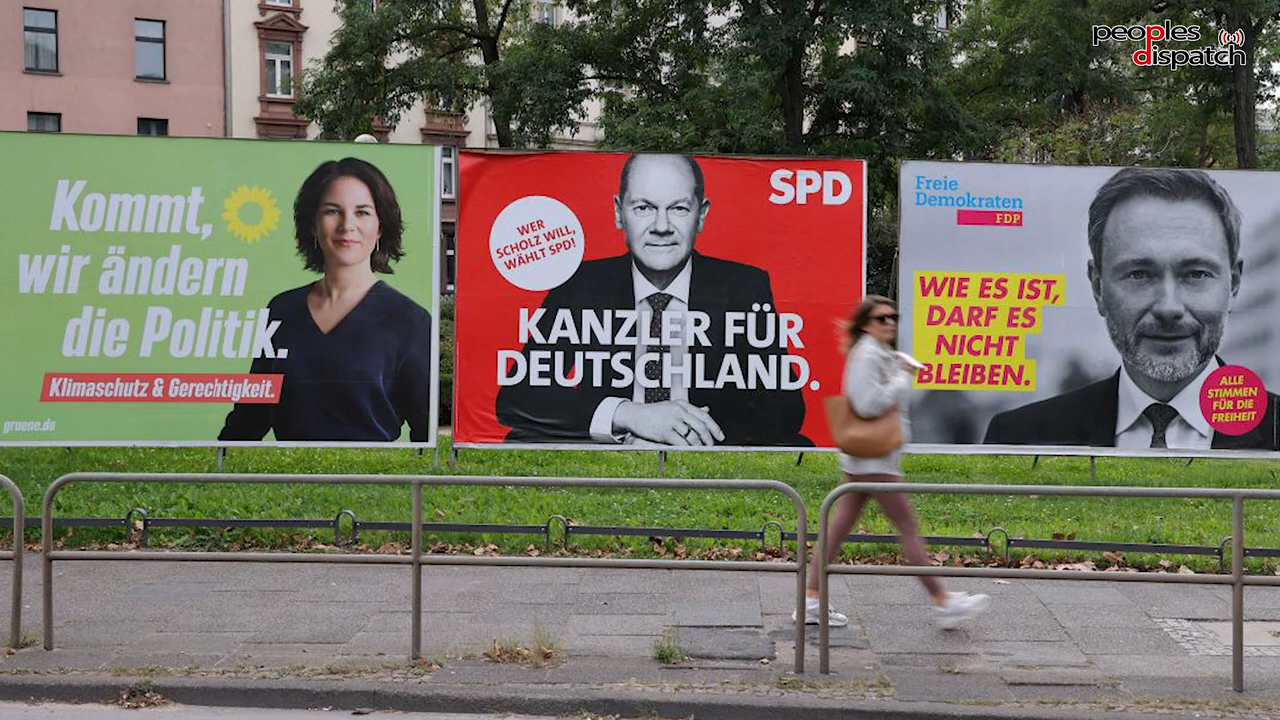 peoples
dispatch
Kommt,
wir ändern
die Politik.
Klimaschutz & Gerechtigkeit.
gruene.de
SPD
WER
SCHOLZ WILL,
WÄHLT SPD!
KANZLER FÜR
DEUTSCHLAND.
Freie
Demokraten
FDP
WIE ES IST,
DARF ES
NICHT
BLEIBEN.
ALLE
STIMMEN
FÜR DIE
FREIHEIT